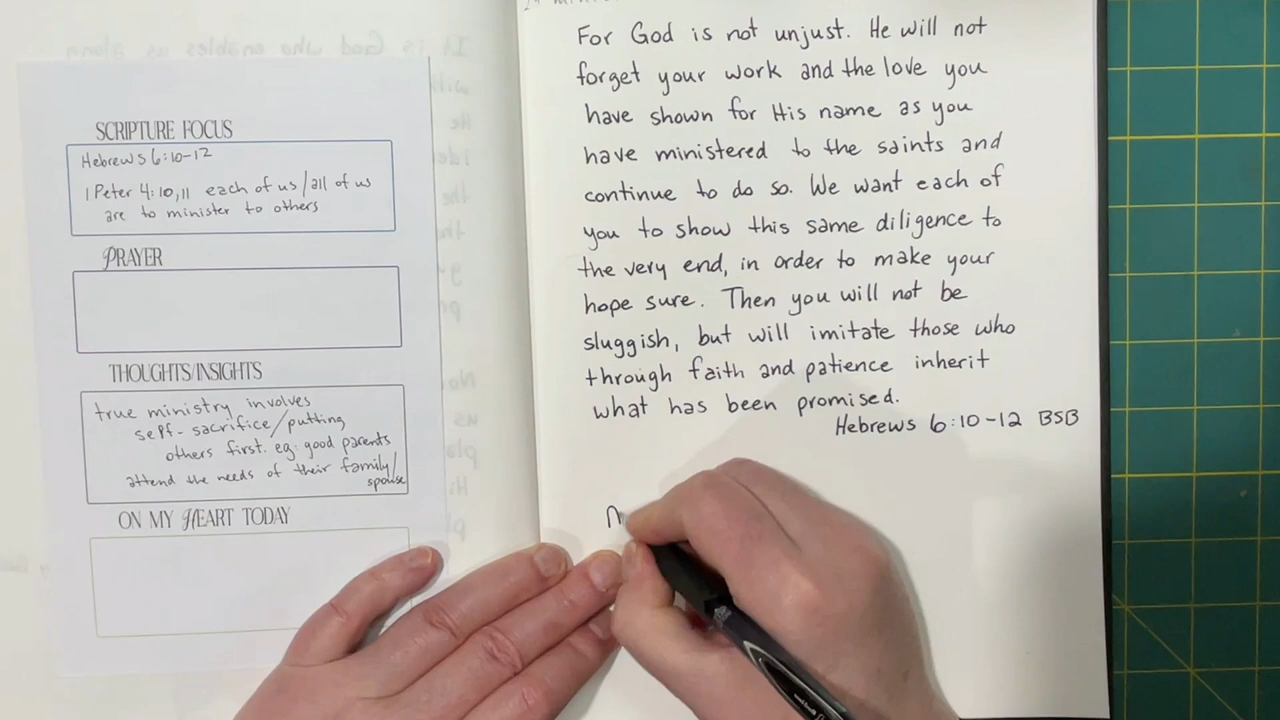 SCRIPTURE FOCUS
Hebrews 6:10-12
1 Peter 4:10,11 each of us/all of us
are to minister to others
PRAYER
THOUGHTS/INSIGHTS
true ministry involves
self-sacrifice/putting
others first. eg: good parents
attend the needs of their family/
spouse
ON MY HEART TODAY
For God is not unjust. He will not
forget your work and the love you
have shown for His name as you
have ministered to the saints and
continue to do so. We want each of
you to show this same diligence to
the very end, in order to make your
hope sure. Then you will not be
sluggish, but will imitate those who
through faith and patience inherit
what has been promised.
Hebrews 6:10-12 BSB